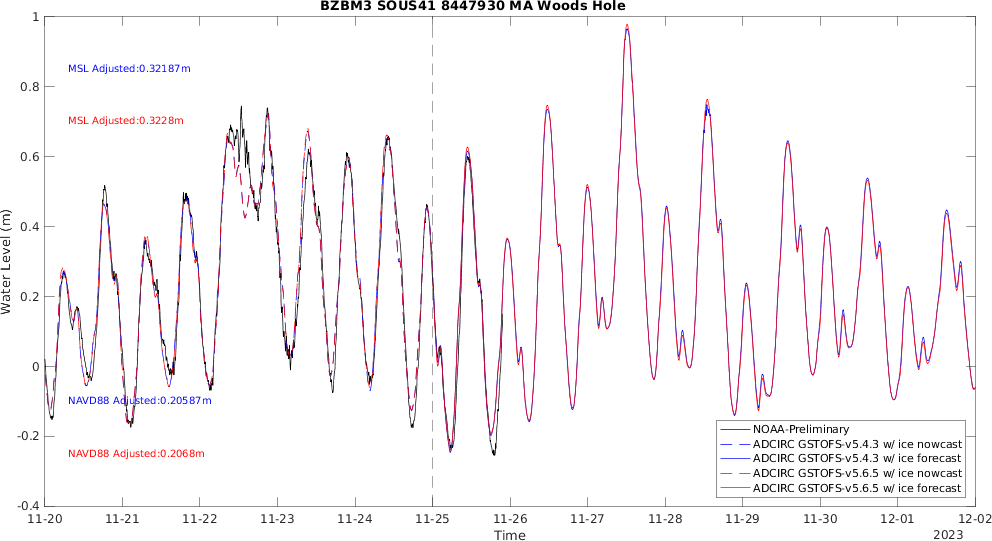 BZBM3 SOUS41 8447930 MA Woods Hole
1
0.8
0.6
0.4
0.2
0
-0.2
-0.4
Water Level (m)
MSL Adjusted:0.32187m
MSL Adjusted:0.3228m
NAVD88 Adjusted:0.20587m
NAVD88 Adjusted:0.2068m
NOAA-Preliminary
ADCIRC GSTOFS-v5.4.3 w/ ice nowcast
ADCIRC GSTOFS-v5.4.3 w/ ice forecast
ADCIRC GSTOFS-v5.6.5 w/ ice nowcast
ADCIRC GSTOFS-v5.6.5 w/ ice forecast
11-20 11-21 11-22 11-23 11-24 11-25 11-26 11-27 11-28 11-29 11-30 12-01 12-02
Time
2023